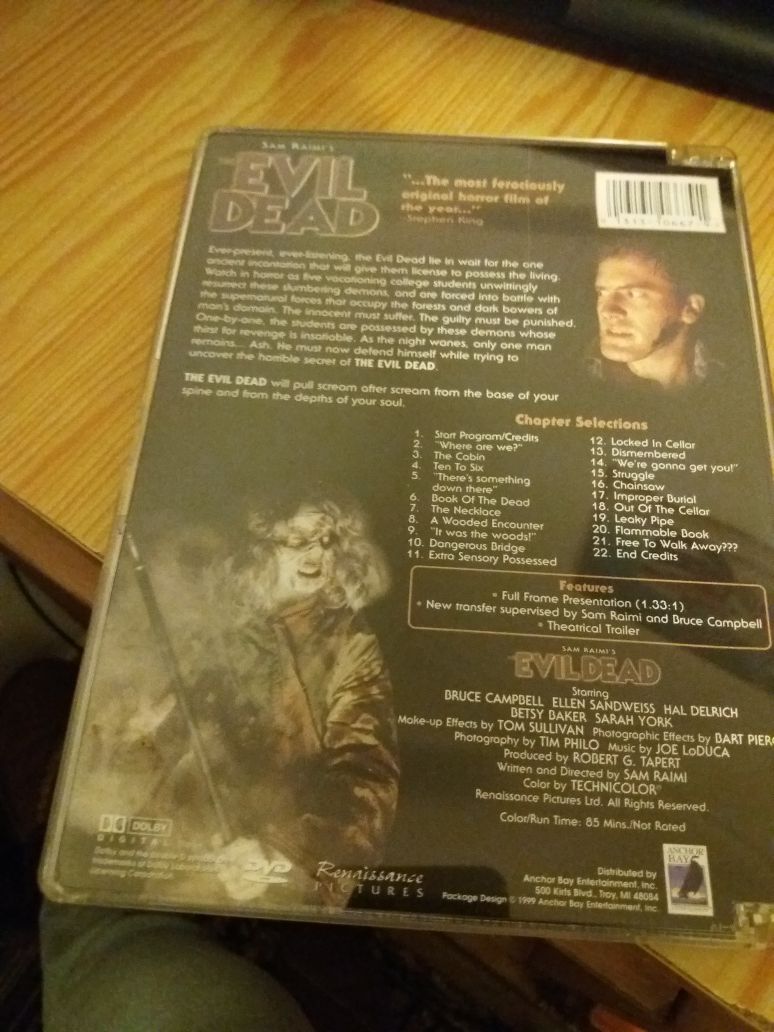 SAM RAIMI'S
THE
EVIL
DEAD
"...The most ferociously
original horror film of
the year..."
-Stephen King
Ever-present, ever-listening, the Evil Dead lie in wait for the one
ancient incantation that will give them license to possess the living.
Watch in horror as five vacationing college students unwittingly
resurrect these slumbering demons, and are forced into battle with
the supernatural forces that occupy the forests and dark bowers of
man's domain. The innocent must suffer. The guilty must be punished.
One-by-one, the students are possessed by these demons whose
thirst for revenge is insatiable. As the night wanes, only one man
remains... Ash. He must now defend himself while trying to
uncover the horrible secret of THE EVIL DEAD.
THE EVIL DEAD will pull scream after scream from the base of your
spine and from the depths of your soul.
Chapter Selections
1. Start Program/Credits
2. "Where are we?"
3. The Cabin
4. Ten To Six
5. "There's something
down there"
6. Book Of The Dead
7. The Necklace
8. A Wooded Encounter
9. "It was the woods!"
10. Dangerous Bridge
11. Extra Sensory Possessed
12. Locked In Cellar
13. Dismembered
14. "We're gonna get you!"
15. Struggle
16. Chainsaw
17. Improper Burial
18. Out Of The Cellar
19. Leaky Pipe
20. Flammable Book
21. Free To Walk Away???
22. End Credits
Features
• Full Frame Presentation (1.33:1)
• New transfer supervised by Sam Raimi and Bruce Campbell
• Theatrical Trailer
SAM RAIMI'S
THE EVIL DEAD
Starring
BRUCE CAMPBELL ELLEN SANDWEISS HAL DELRICH
BETSY BAKER SARAH YORK
Make-up Effects by TOM SULLIVAN Photographic Effects by BART PIERC
Photography by TIM PHILO Music by JOE LoDUCA
Produced by ROBERT G. TAPERT
Written and Directed by SAM RAIMI
Color by TECHNICOLOR®
Renaissance Pictures Ltd. All Rights Reserved.
Color/Run Time: 85 Mins./Not Rated
DOLBY
DIGITAL
Dolby and the double D
trademarks of Dolby Laboratories
Licensing Corporation
DVD
Renaissance
PICTURES
Distributed by
Anchor Bay Entertainment, Inc.
500 Kirts Blvd., Troy, MI 48084
Package Design © 1999 Anchor Bay Entertainment, Inc.
ANCHOR
BAY